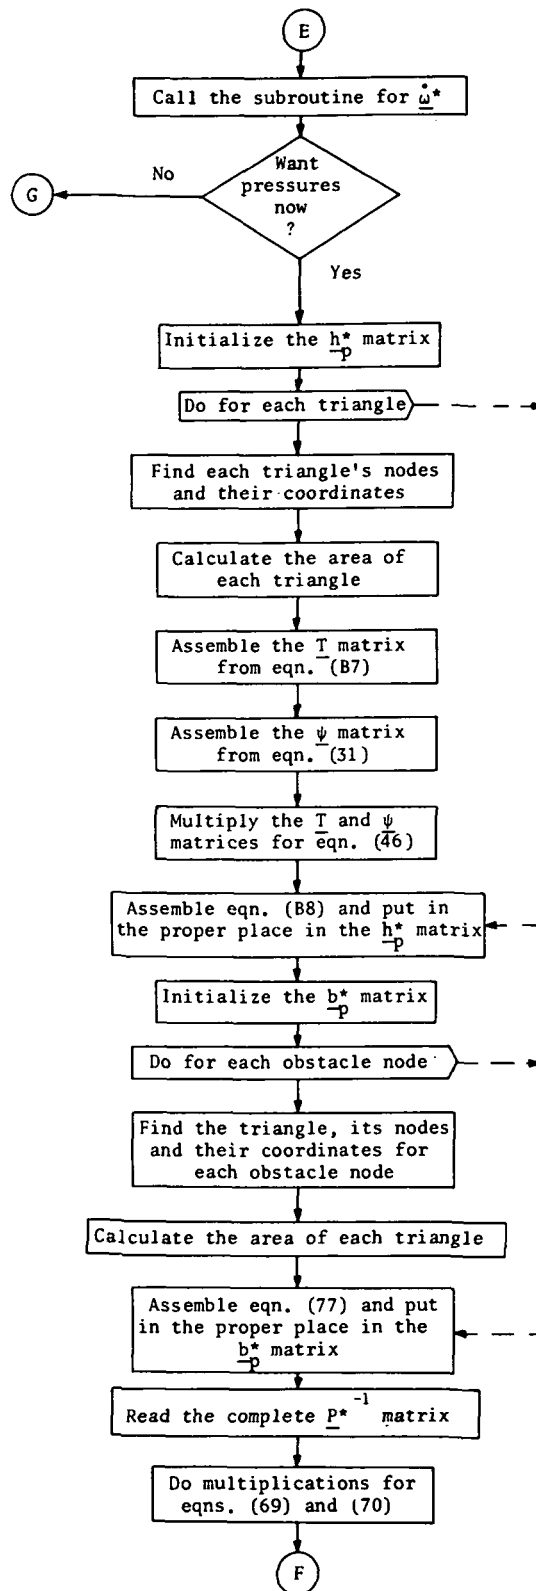 E
Call the subroutine for ω̲̇*
Want
pressures
now
?
No
G
Yes
Initialize the h̲*p matrix
Do for each triangle
Find each triangle's nodes
and their coordinates
Calculate the area of
each triangle
Assemble the T̲ matrix
from eqn. (B7)
Assemble the ψ̲ matrix
from eqn. (31)
Multiply the T̲ and ψ̲
matrices for eqn. (46)
Assemble eqn. (B8) and put in
the proper place in the h̲*p matrix
Initialize the b̲*p matrix
Do for each obstacle node
Find the triangle, its nodes
and their coordinates for
each obstacle node
Calculate the area of each triangle
Assemble eqn. (77) and put
in the proper place in the
b̲*p matrix
Read the complete P̲*⁻¹ matrix
Do multiplications for
eqns. (69) and (70)
F